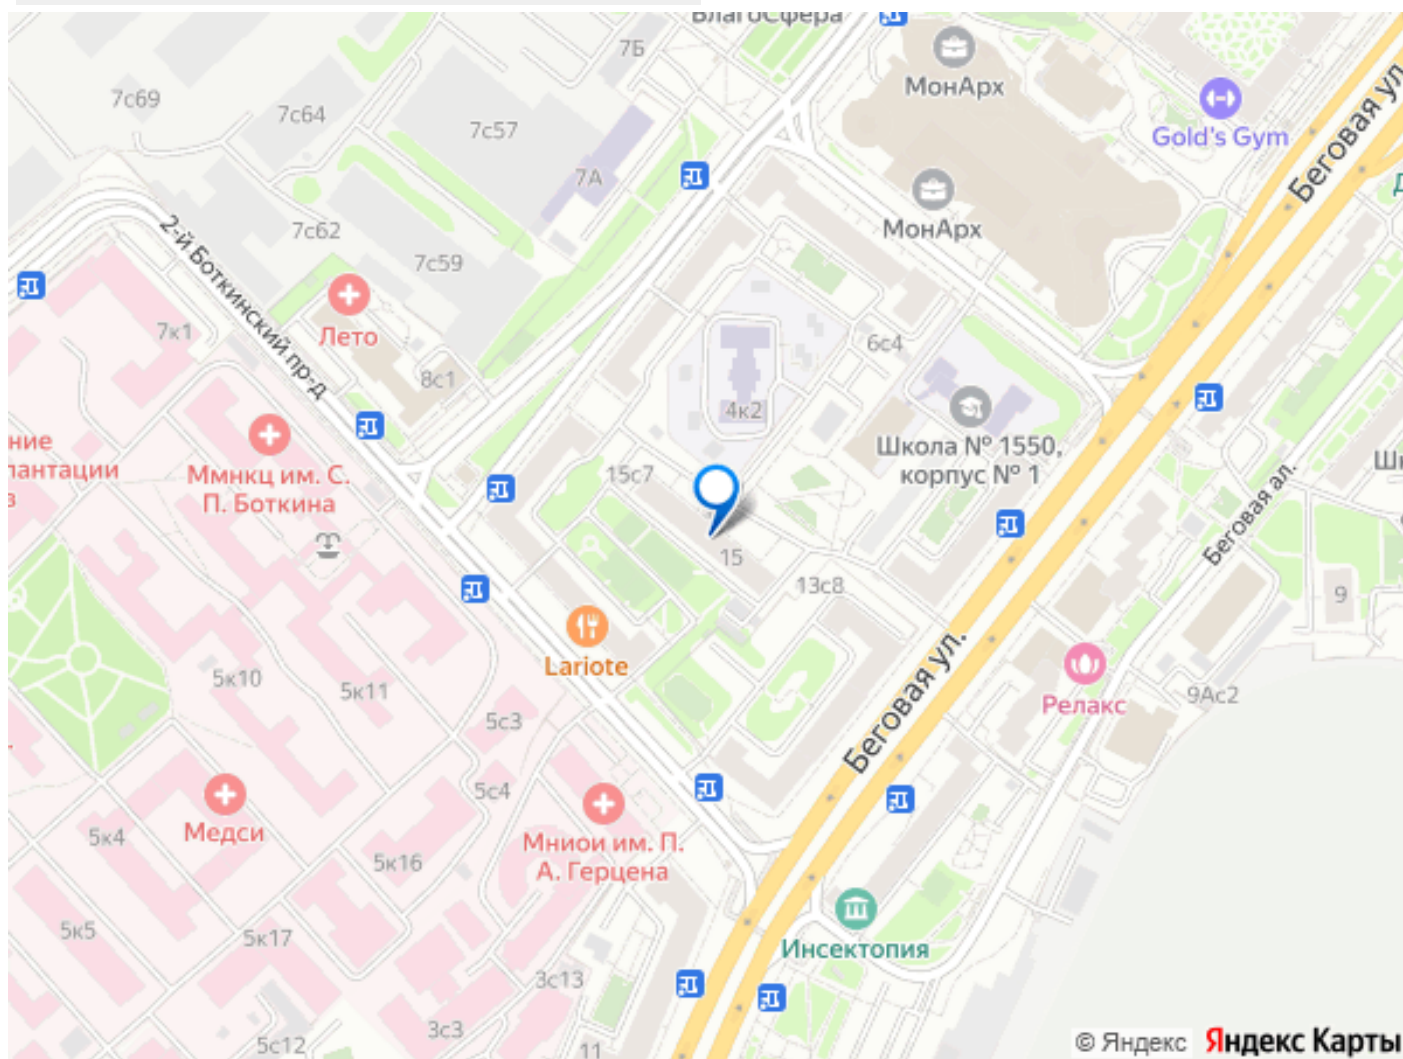 БлагоСфера
7Б
МонАрх
7с69
7с64
7с57
Gold's Gym
Беговая ул.
7А
МонАрх
2-й Боткинский пр-д
7с62
7с59
Лето
7к1
6с4
8с1
4к2
ние
плантации
Школа № 1550,
корпус № 1
Ммнкц им. С.
П. Боткина
15с7
Беговая ал.
15
13с8
9
Lariote
Беговая ул.
5к10
5к11
5с3
Релакс
9Ас2
5с4
Медси
5к4
5к16
Мниои им. П.
А. Герцена
5к5
5к17
Инсектопия
3с13
3с3
5с12
11
© Яндекс Яндекс Карты